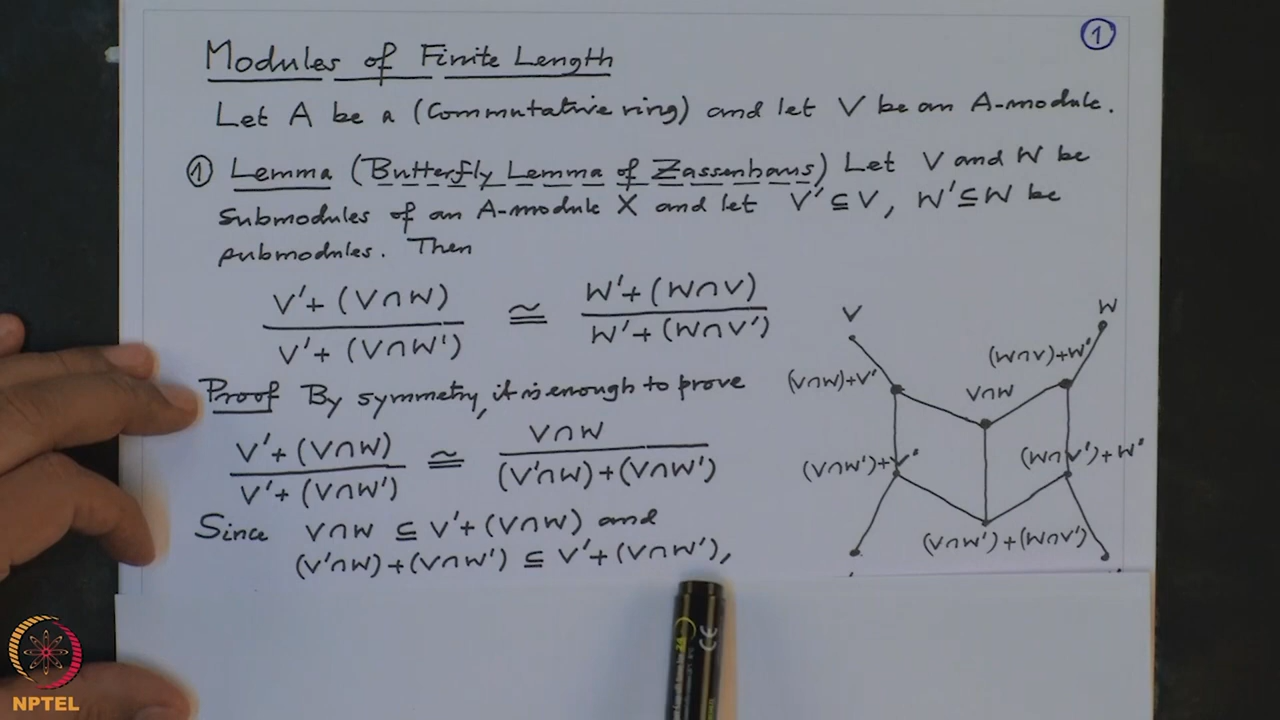 ①
Modules of Finite Length
Let A be a (Commutative ring) and let V be an A-module.
① Lemma (Butterfly Lemma of Zassenhaus) Let V and W be
submodules of an A-module X and let V' ⊆ V, W' ⊆ W be
submodules. Then
V' + (V∩W) / V' + (V∩W') ≅ W' + (W∩V) / W' + (W∩V')
Proof By symmetry, it is enough to prove
V' + (V∩W) / V' + (V∩W') ≅ V∩W / (V'∩W) + (V∩W')
Since V∩W ⊆ V' + (V∩W) and
(V'∩W) + (V∩W') ⊆ V' + (V∩W'),
V
W
(W∩V)+W'
(V∩W)+V'
V∩W
(V∩W')+V'
(W∩V')+W'
(V∩W')+(W∩V')
NPTEL